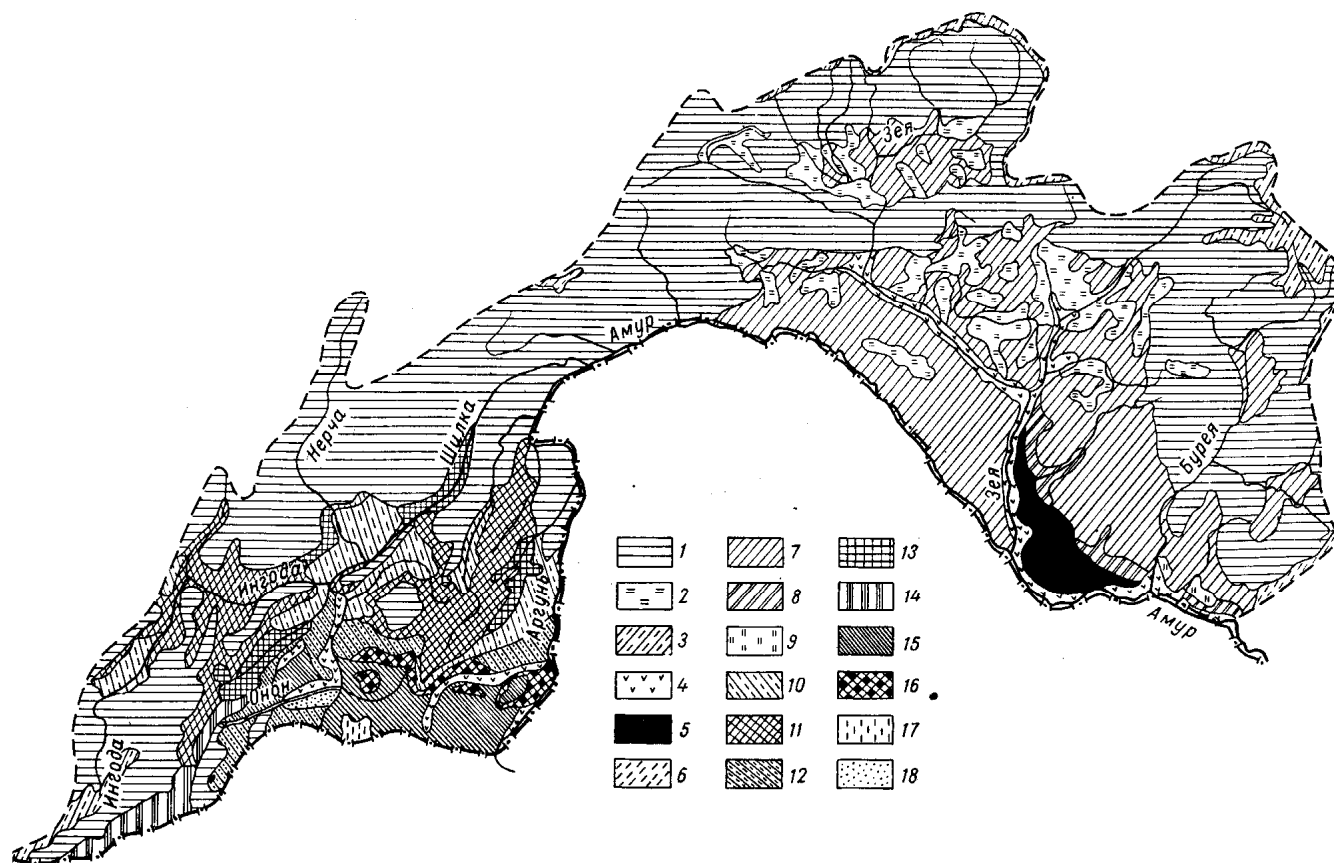 Зея
Амур
Нерча
Шилка
Бурея
Зея
Ингода
Аргунь
Амур
Онон
Ингода
1 7 13
2 8 14
3 9 15
4 10 16
5 11 17
6 12 18